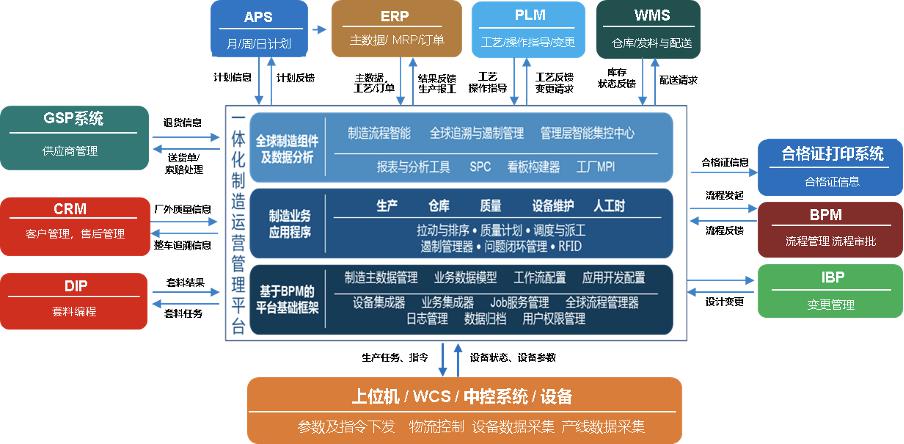 APS
月/周/日计划
ERP
主数据/ MRP/订单
PLM
工艺/操作指导/变更
WMS
仓库/发料与配送
计划信息
计划反馈
主数据,
工艺/订单
结果反馈
生产报工
工艺
操作指导
工艺反馈
变更请求
库存
状态反馈
配送请求
GSP系统
供应商管理
退货信息
送货单/
索赔处理
CRM
客户管理，售后管理
厂外质量信息
整车追溯信息
DIP
套料编程
套料结果
套料任务
一体化制造运营管理平台
全球制造组件
及数据分析
制造流程智能 全球追溯与遏制管理 管理层智能集控中心
报表与分析工具 SPC 看板构建器 工厂MPI
制造业务
应用程序
生产 仓库 质量 设备维护 人工时
拉动与排序 • 质量计划 • 调度与派工
遏制管理器 • 问题闭环管理 • RFID
基于BPM的
平台基础框架
制造主数据管理 业务数据模型 工作流配置 应用开发配置
设备集成器 业务集成器 Job服务管理 全球流程管理器
日志管理 数据归档 用户权限管理
合格证信息
合格证打印系统
合格证信息
流程发起
流程反馈
BPM
流程管理 流程审批
设计变更
IBP
变更管理
生产任务、指令
设备状态、设备参数
上位机 / WCS / 中控系统 / 设备
参数及指令下发 物流控制 设备数据采集 产线数据采集